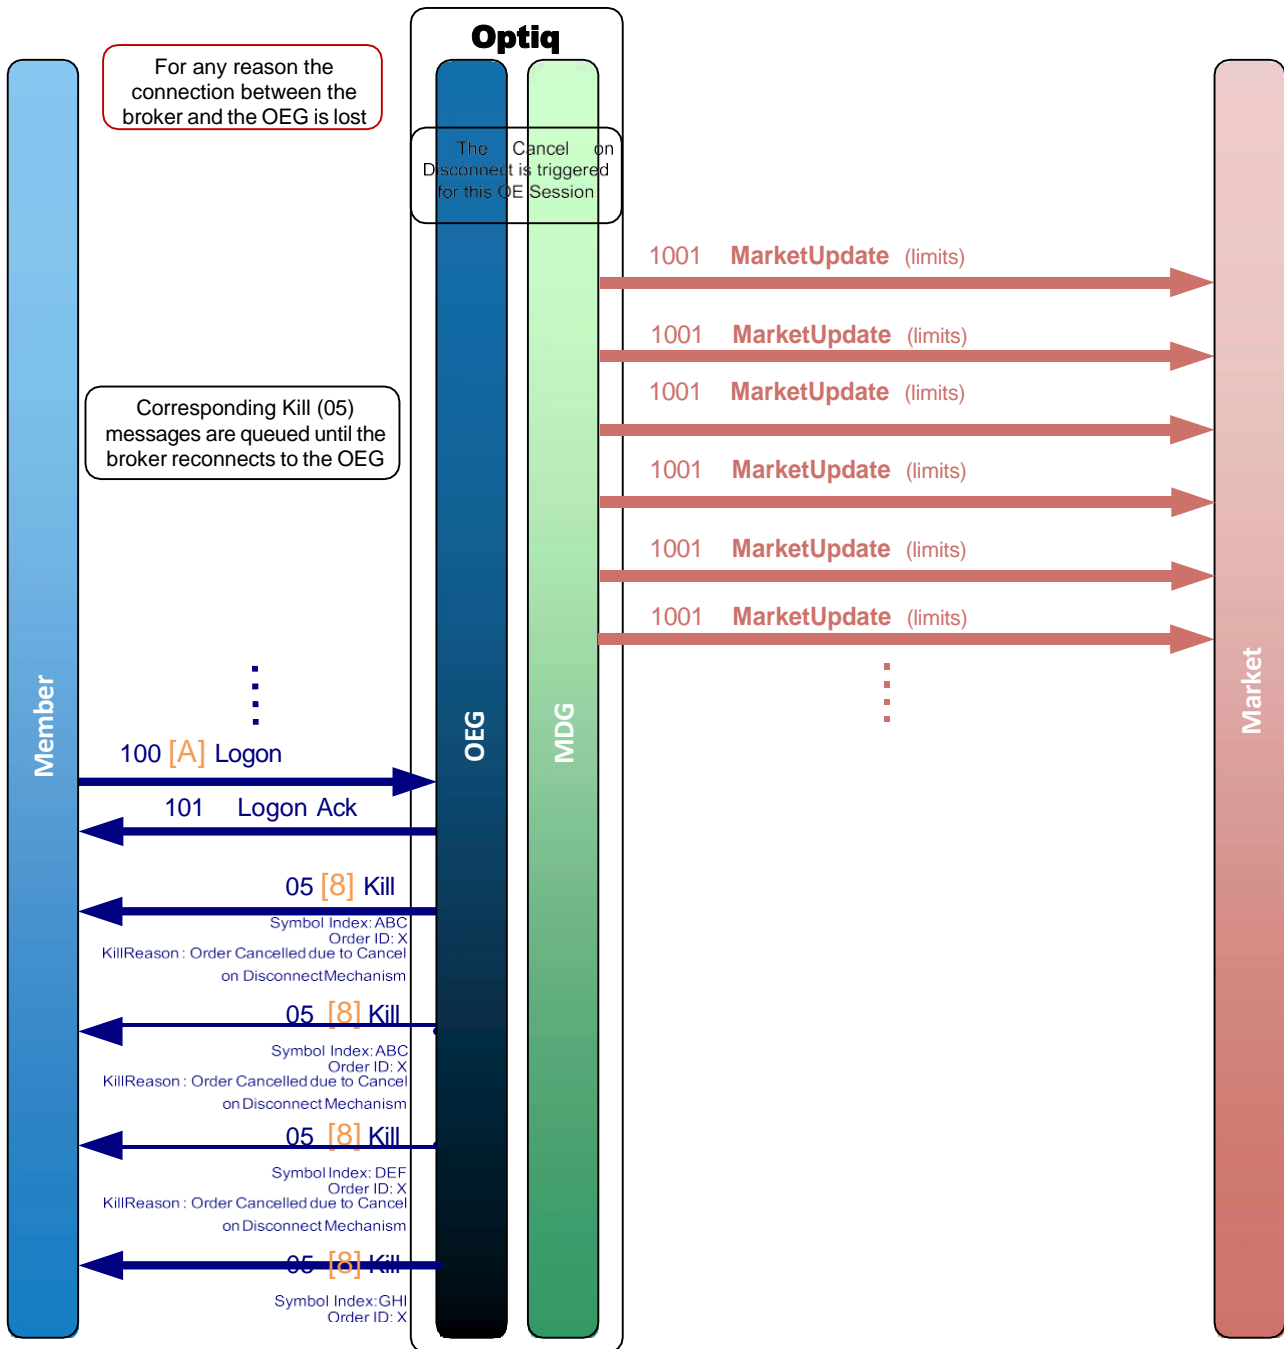 Optiq
For any reason the
connection between the
broker and the OEG is lost
The Cancel on
Disconnect is triggered
for this OE Session
1001 MarketUpdate (limits)
1001 MarketUpdate (limits)
1001 MarketUpdate (limits)
Corresponding Kill (05)
messages are queued until the
broker reconnects to the OEG
1001 MarketUpdate (limits)
1001 MarketUpdate (limits)
1001 MarketUpdate (limits)
Member
OEG
MDG
Market
100 [A] Logon
101 Logon Ack
05 [8] Kill
Symbol Index: ABC
Order ID: X
KillReason : Order Cancelled due to Cancel
on Disconnect Mechanism
05 [8] Kill
Symbol Index: ABC
Order ID: X
KillReason : Order Cancelled due to Cancel
on Disconnect Mechanism
05 [8] Kill
Symbol Index: DEF
Order ID: X
KillReason : Order Cancelled due to Cancel
on Disconnect Mechanism
05 [8] Kill
Symbol Index: GHI
Order ID: X